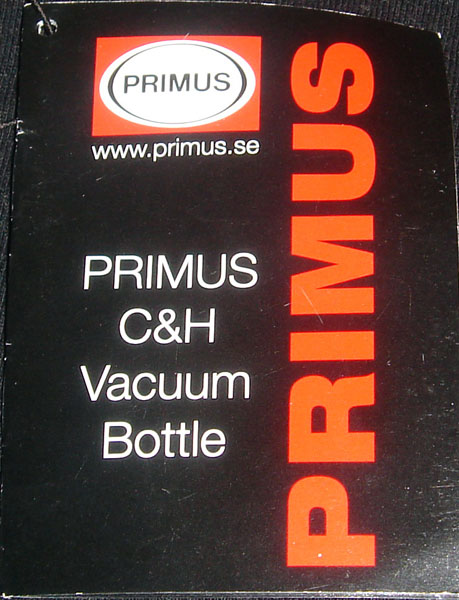 PRIMUS
www.primus.se
PRIMUS
C&H
Vacuum
Bottle
PRIMUS